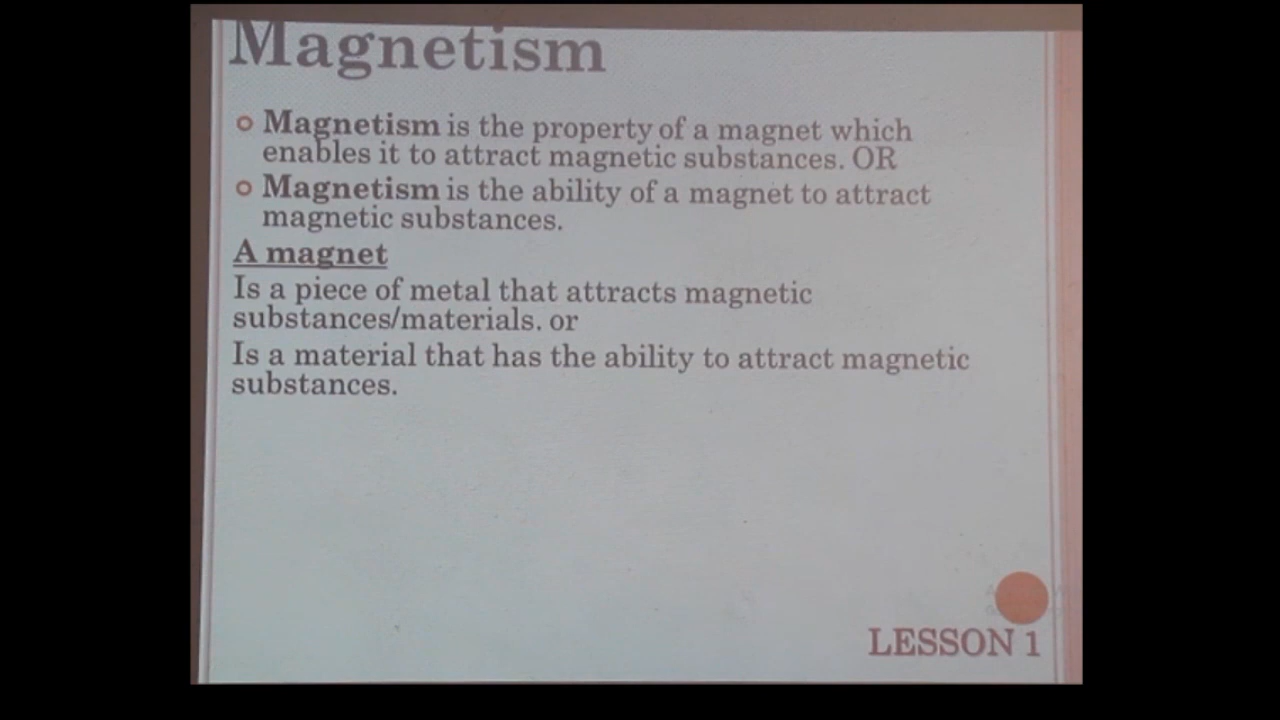 Magnetism
Magnetism is the property of a magnet which
enables it to attract magnetic substances. OR
Magnetism is the ability of a magnet to attract
magnetic substances.
A magnet
Is a piece of metal that attracts magnetic
substances/materials. or
Is a material that has the ability to attract magnetic
substances.
LESSON 1